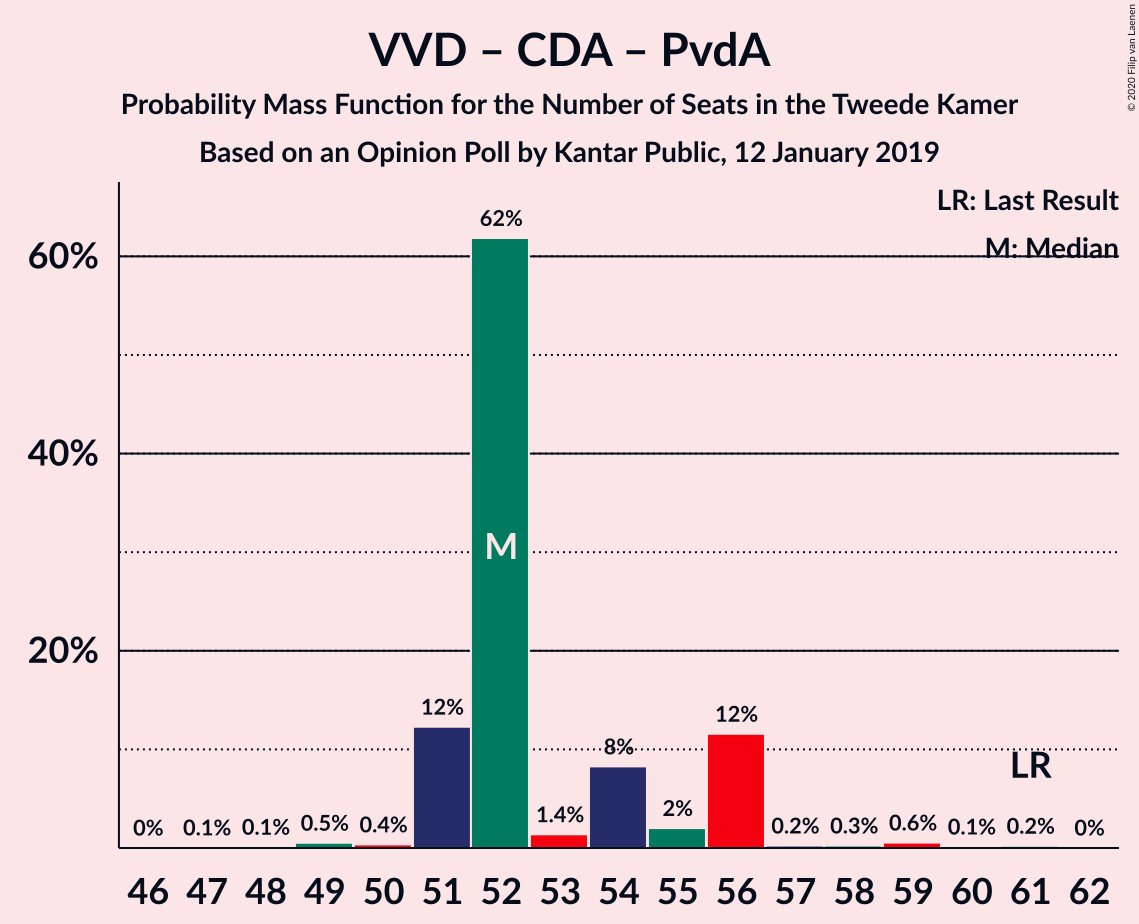 © 2020 Filip van Laenen
VVD – CDA – PvdA
Probability Mass Function for the Number of Seats in the Tweede Kamer
Based on an Opinion Poll by Kantar Public, 12 January 2019
LR: Last Result
M: Median
60%
40%
20%
0% 0.1% 0.1% 0.5% 0.4% 12% 62% 1.4% 8% 2% 12% 0.2% 0.3% 0.6% 0.1% 0.2% 0%
M
LR
46 47 48 49 50 51 52 53 54 55 56 57 58 59 60 61 62